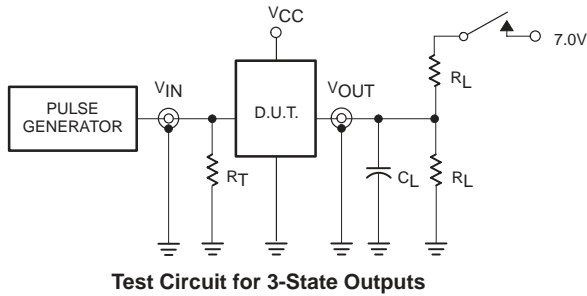 VCC
7.0V
RL
VIN
VOUT
PULSE
GENERATOR
D.U.T.
RT
CL
RL
Test Circuit for 3-State Outputs